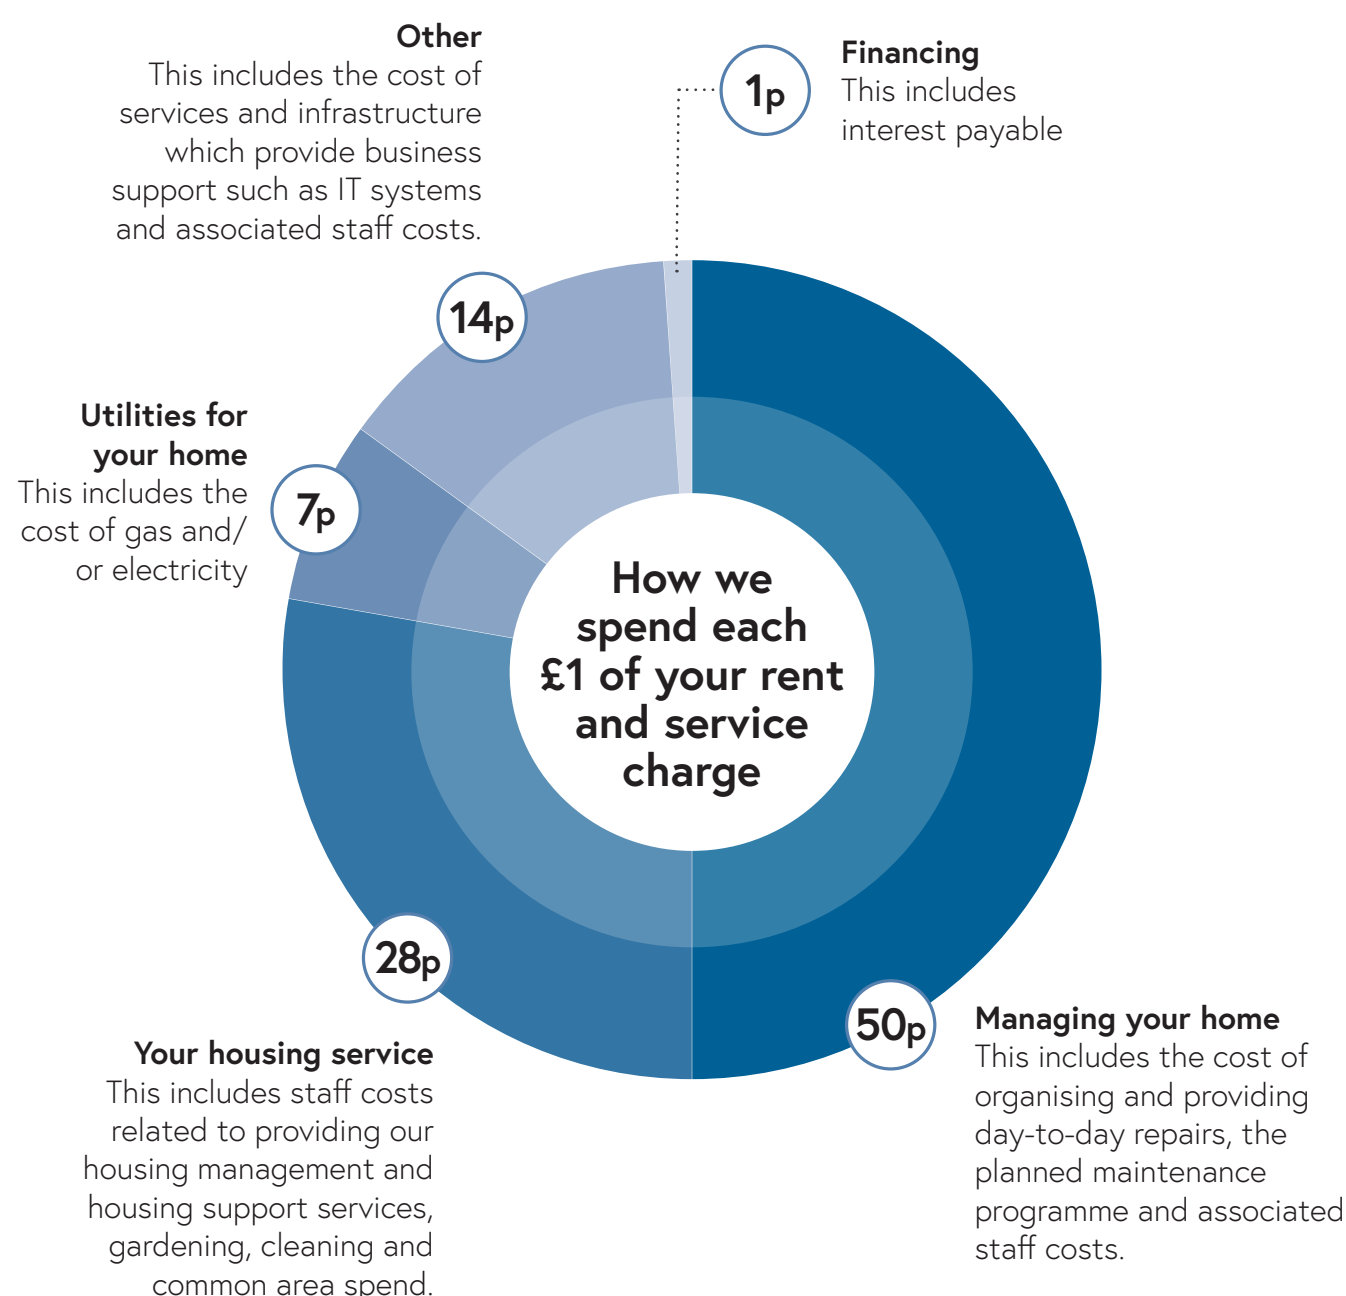 Other
This includes the cost of
services and infrastructure
which provide business
support such as IT systems
and associated staff costs.
1p
Financing
This includes
interest payable
14p
Utilities for
your home
This includes the
cost of gas and/
or electricity
7p
How we
spend each
£1 of your rent
and service
charge
28p
Your housing service
This includes staff costs
related to providing our
housing management and
housing support services,
gardening, cleaning and
common area spend.
50p
Managing your home
This includes the cost of
organising and providing
day-to-day repairs, the
planned maintenance
programme and associated
staff costs.